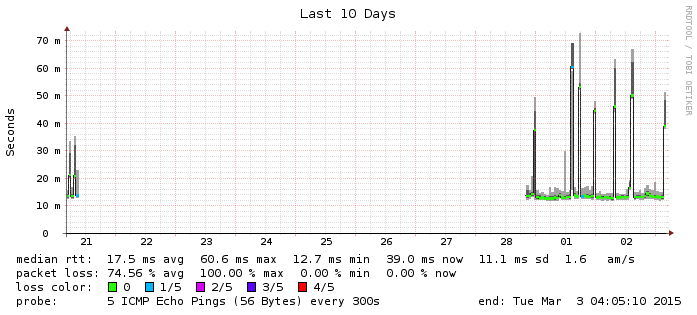 Last 10 Days
RRDTOOL / TOBI OETIKER
Seconds
70 m
60 m
50 m
40 m
30 m
20 m
10 m
0
21 22 23 24 25 26 27 28 01 02
median rtt: 17.5 ms avg 60.6 ms max 12.7 ms min 39.0 ms now 11.1 ms sd 1.6 am/s
packet loss: 74.56 % avg 100.00 % max 0.00 % min 0.00 % now
loss color: 0 1/5 2/5 3/5 4/5
probe: 5 ICMP Echo Pings (56 Bytes) every 300s end: Tue Mar 3 04:05:10 2015